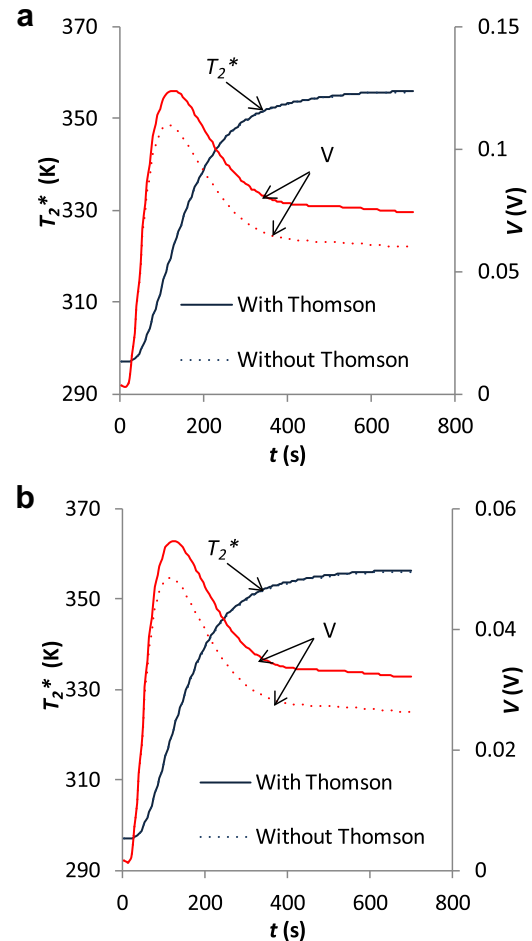 a
370
350
330
310
290
T2* (K)
0.15
0.1
0.05
0
V (V)
T2*
V
With Thomson
Without Thomson
0
200
400
600
800
t (s)
b
370
350
330
310
290
T2* (K)
0.06
0.04
0.02
0
V (V)
T2*
V
With Thomson
Without Thomson
0
200
400
600
800
t (s)